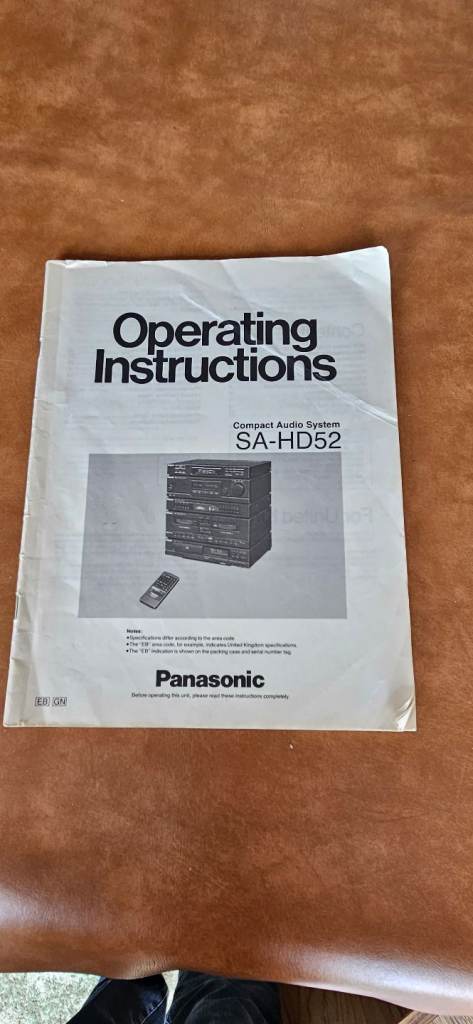 Operating
Instructions
Compact Audio System
SA-HD52
Notes:
•Specifications differ according to the area code.
•The "EB" area code, for example, indicates United Kingdom specifications.
•The "EB" indication is shown on the packing case and serial number tag.
Panasonic
Before operating this unit, please read these instructions completely.
EB GN